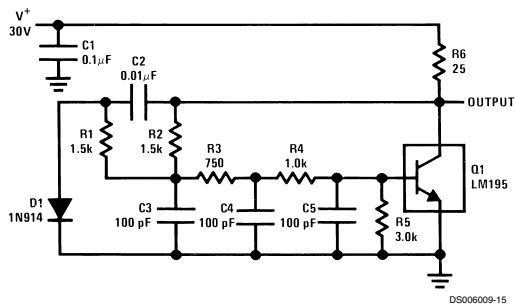 V+
30V
C1
0.1μF
C2
0.01μF
R6
25
OUTPUT
R1
1.5k
R2
1.5k
R3
750
R4
1.0k
Q1
LM195
D1
1N914
C3
100 pF
C4
100 pF
C5
100 pF
R5
3.0k
DS006009-15